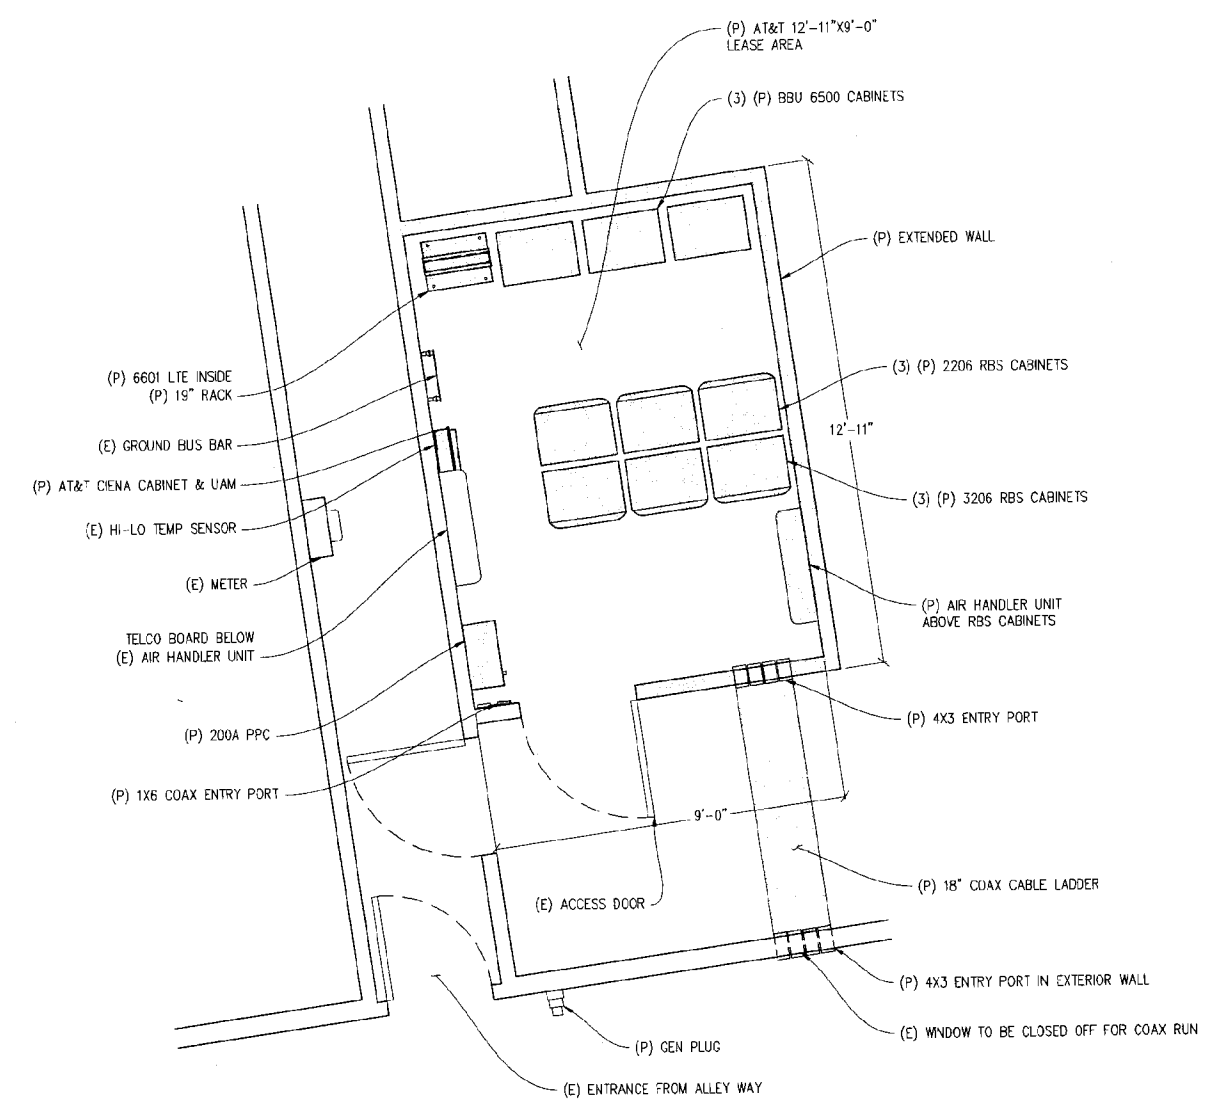 (P) AT&T 12'-11"X9'-0"
LEASE AREA
(3) (P) BBU 6500 CABINETS
(P) EXTENDED WALL
(P) 6601 LTE INSIDE
(P) 19" RACK
(3) (P) 2206 RBS CABINETS
12'-11"
(E) GROUND BUS BAR
(P) AT&T CIENA CABINET & UAM
(3) (P) 3206 RBS CABINETS
(E) HI-LO TEMP SENSOR
(E) METER
(P) AIR HANDLER UNIT
ABOVE RBS CABINETS
TELCO BOARD BELOW
(E) AIR HANDLER UNIT
(P) 4X3 ENTRY PORT
(P) 200A PPC
(P) 1X6 COAX ENTRY PORT
9'-0"
(P) 18" COAX CABLE LADDER
(E) ACCESS DOOR
(P) 4X3 ENTRY PORT IN EXTERIOR WALL
(E) WINDOW TO BE CLOSED OFF FOR COAX RUN
(P) GEN PLUG
(E) ENTRANCE FROM ALLEY WAY